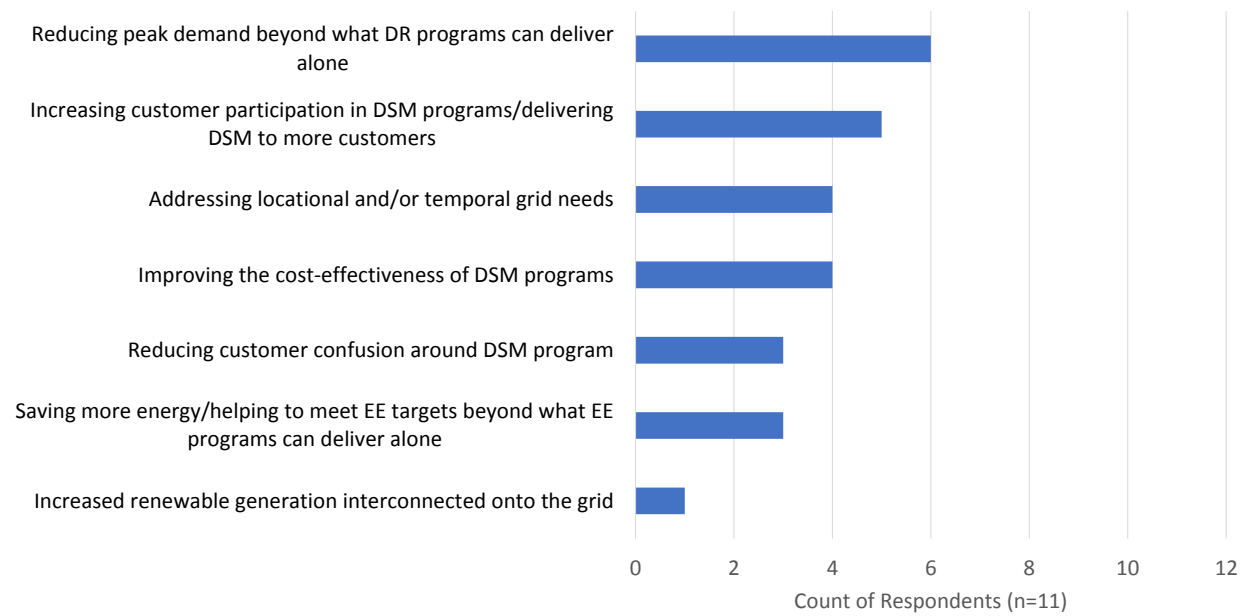 Reducing peak demand beyond what DR programs can deliver
alone
Increasing customer participation in DSM programs/delivering
DSM to more customers
Addressing locational and/or temporal grid needs
Improving the cost-effectiveness of DSM programs
Reducing customer confusion around DSM program
Saving more energy/helping to meet EE targets beyond what EE
programs can deliver alone
Increased renewable generation interconnected onto the grid
0 2 4 6 8 10 12
Count of Respondents (n=11)